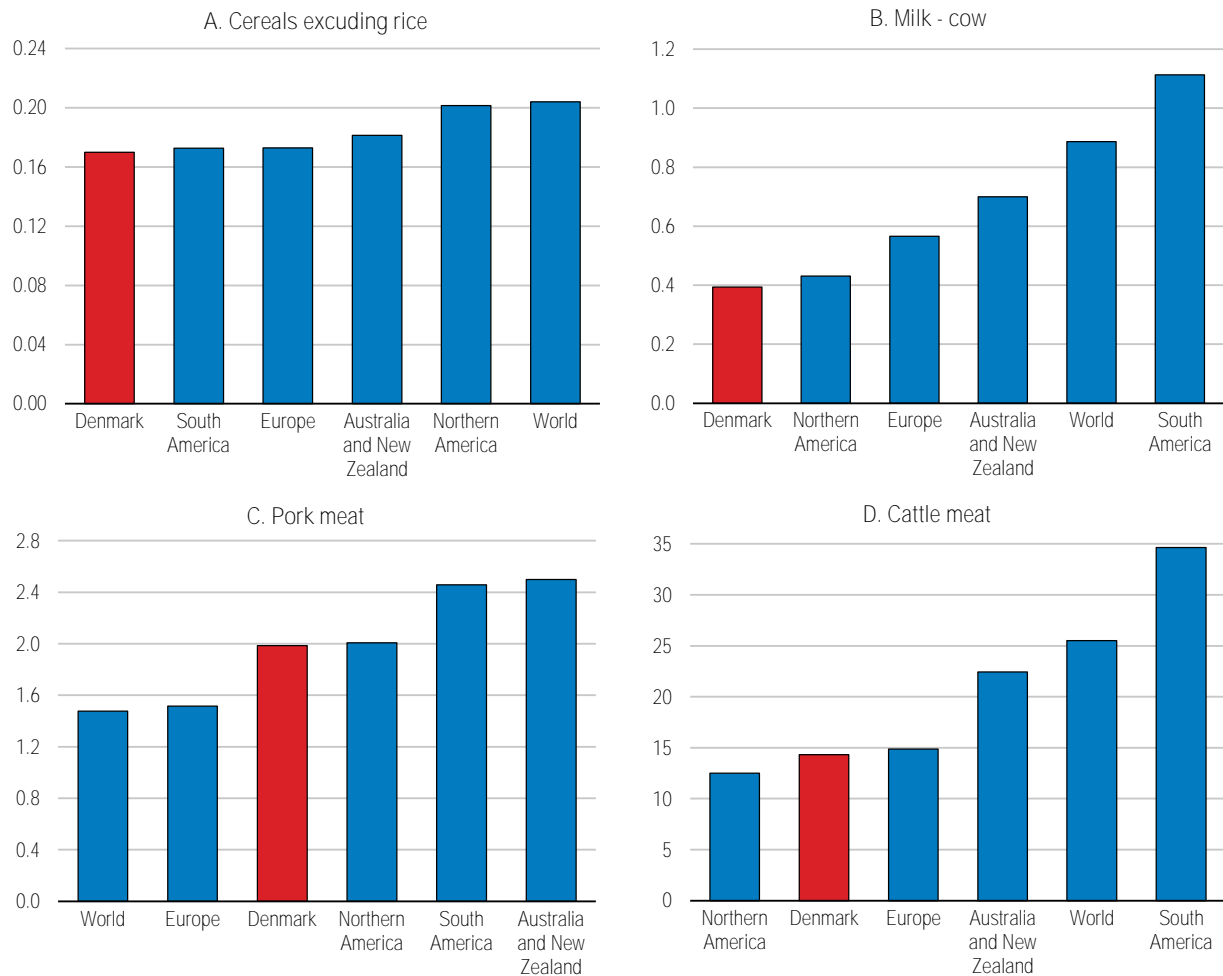 A. Cereals excuding rice
0.24
0.20
0.16
0.12
0.08
0.04
0.00
Denmark
South
America
Europe
Australia
and New
Zealand
Northern
America
World
B. Milk - cow
1.2
1.0
0.8
0.6
0.4
0.2
0.0
Denmark
Northern
America
Europe
Australia
and New
Zealand
World
South
America
C. Pork meat
2.8
2.4
2.0
1.6
1.2
0.8
0.4
0.0
World
Europe
Denmark
Northern
America
South
America
Australia
and New
Zealand
D. Cattle meat
35
30
25
20
15
10
5
0
Northern
America
Denmark
Europe
Australia
and New
Zealand
World
South
America